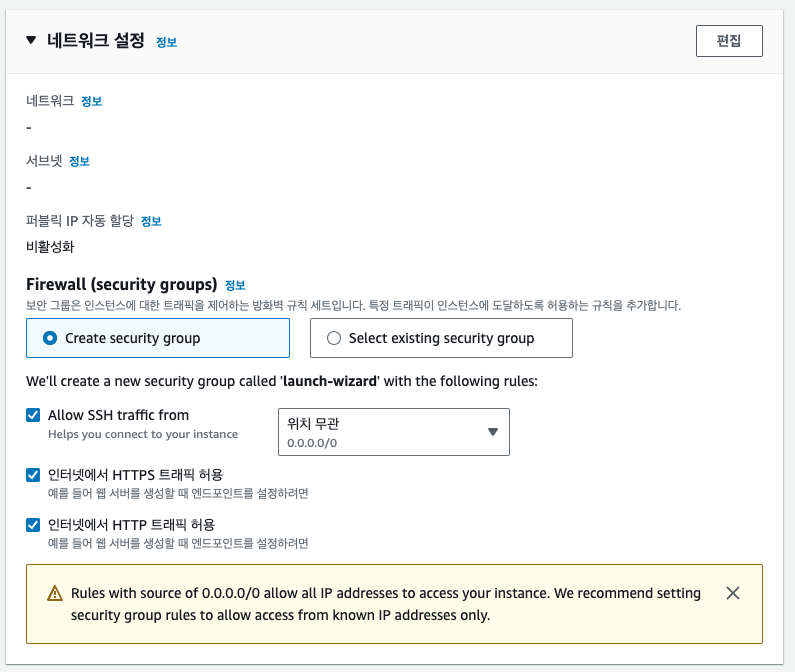 네트워크 설정 정보
편집
네트워크 정보
-
서브넷 정보
-
퍼블릭 IP 자동 할당 정보
비활성화
Firewall (security groups) 정보
보안 그룹은 인스턴스에 대한 트래픽을 제어하는 방화벽 규칙 세트입니다. 특정 트래픽이 인스턴스에 도달하도록 허용하는 규칙을 추가합니다.
Create security group
Select existing security group
We'll create a new security group called 'launch-wizard' with the following rules:
Allow SSH traffic from
Helps you connect to your instance
위치 무관
0.0.0.0/0
인터넷에서 HTTPS 트래픽 허용
예를 들어 웹 서버를 생성할 때 엔드포인트를 설정하려면
인터넷에서 HTTP 트래픽 허용
예를 들어 웹 서버를 생성할 때 엔드포인트를 설정하려면
Rules with source of 0.0.0.0/0 allow all IP addresses to access your instance. We recommend setting
security group rules to allow access from known IP addresses only.